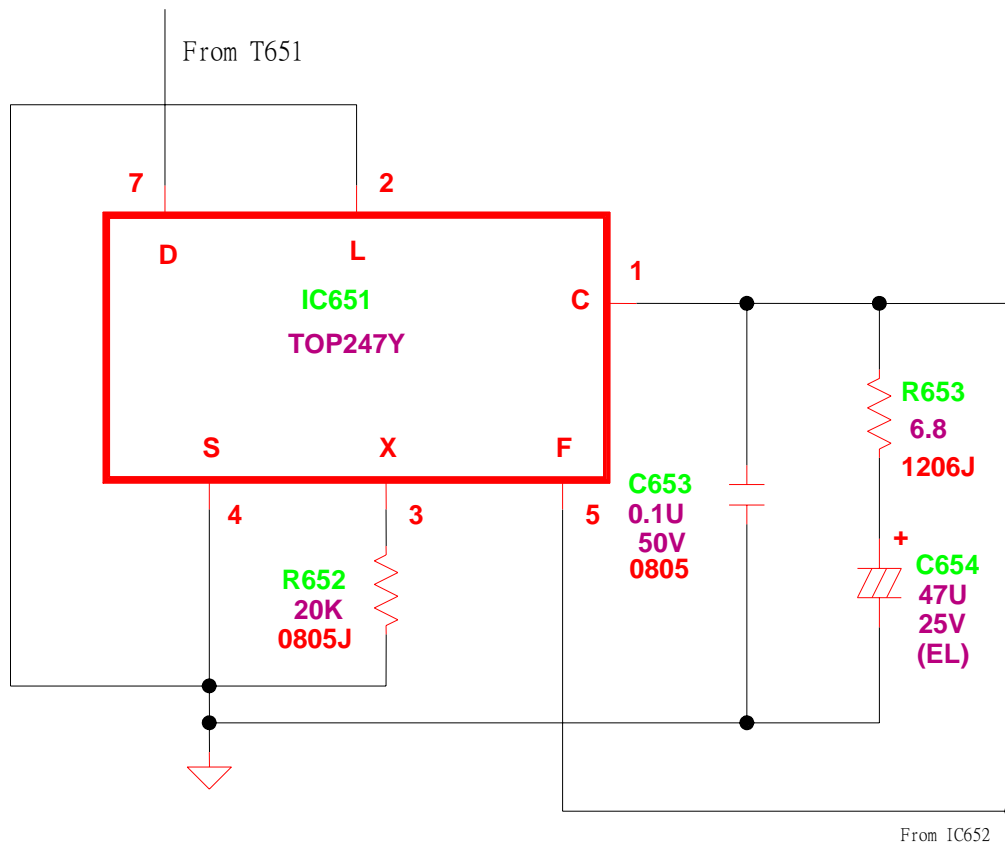 From T651
7
2
D
L
1
IC651
C
TOP247Y
R653
6.8
1206J
S
X
F
C653
0.1U
50V
0805
4
3
5
+
C654
47U
25V
(EL)
R652
20K
0805J
From IC652